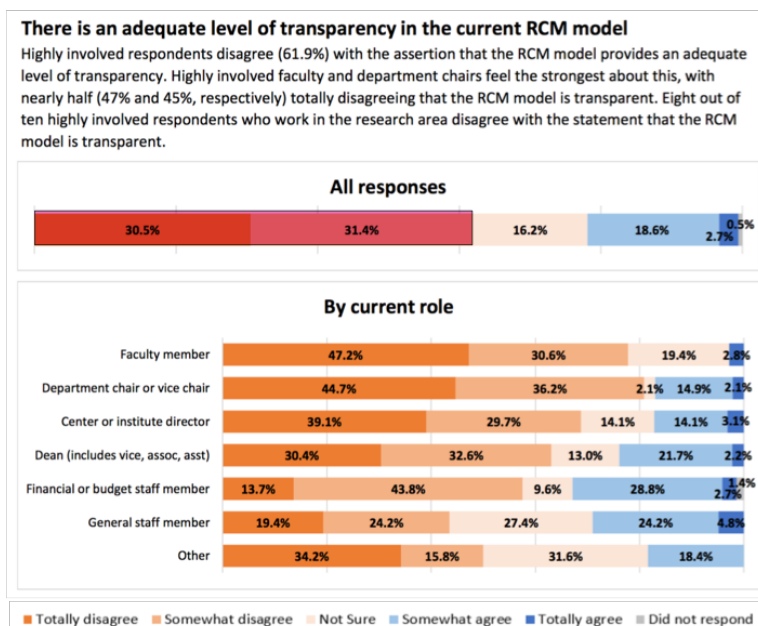 There is an adequate level of transparency in the current RCM model
Highly involved respondents disagree (61.9%) with the assertion that the RCM model provides an adequate
level of transparency. Highly involved faculty and department chairs feel the strongest about this, with
nearly half (47% and 45%, respectively) totally disagreeing that the RCM model is transparent. Eight out of
ten highly involved respondents who work in the research area disagree with the statement that the RCM
model is transparent.
All responses
30.5% 31.4% 16.2% 18.6% 2.7% 0.5%
By current role
Faculty member 47.2% 30.6% 19.4% 2.8%
Department chair or vice chair 44.7% 36.2% 2.1% 14.9% 2.1%
Center or institute director 39.1% 29.7% 14.1% 14.1% 3.1%
Dean (includes vice, assoc, asst) 30.4% 32.6% 13.0% 21.7% 2.2%
Financial or budget staff member 13.7% 43.8% 9.6% 28.8% 2.7% 1.4%
General staff member 19.4% 24.2% 27.4% 24.2% 4.8%
Other 34.2% 15.8% 31.6% 18.4%
Totally disagree Somewhat disagree Not Sure Somewhat agree Totally agree Did not respond